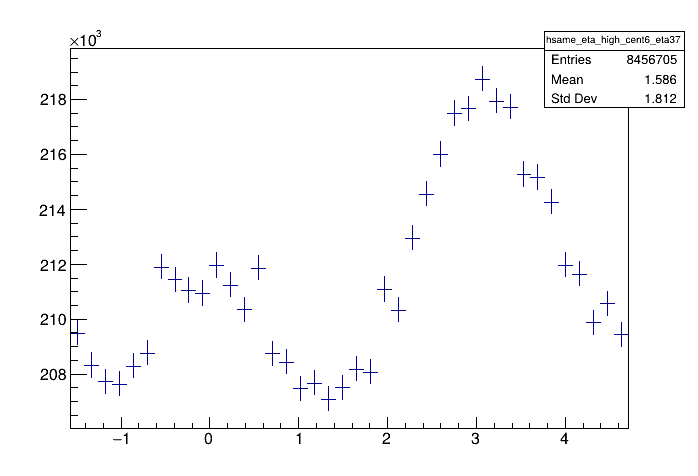 ×10³
hsame_eta_high_cent6_eta37
Entries 8456705
Mean 1.586
Std Dev 1.812
218
216
214
212
210
208
−1 0 1 2 3 4